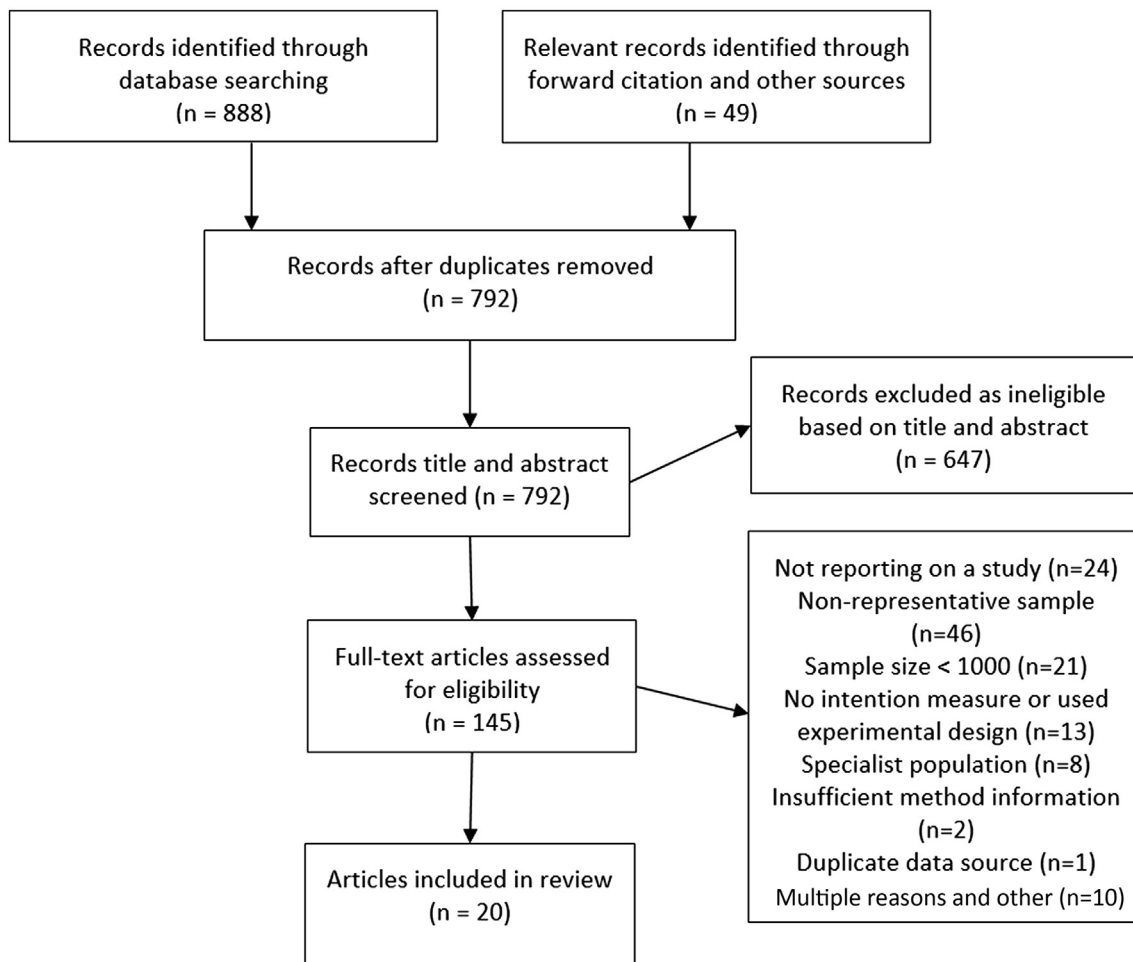 Records identified through
database searching
(n = 888)
Relevant records identified through
forward citation and other sources
(n = 49)
Records after duplicates removed
(n = 792)
Records title and abstract
screened (n = 792)
Records excluded as ineligible
based on title and abstract
(n = 647)
Full-text articles assessed
for eligibility
(n = 145)
Not reporting on a study (n=24)
Non-representative sample
(n=46)
Sample size < 1000 (n=21)
No intention measure or used
experimental design (n=13)
Specialist population (n=8)
Insufficient method information
(n=2)
Duplicate data source (n=1)
Multiple reasons and other (n=10)
Articles included in review
(n = 20)